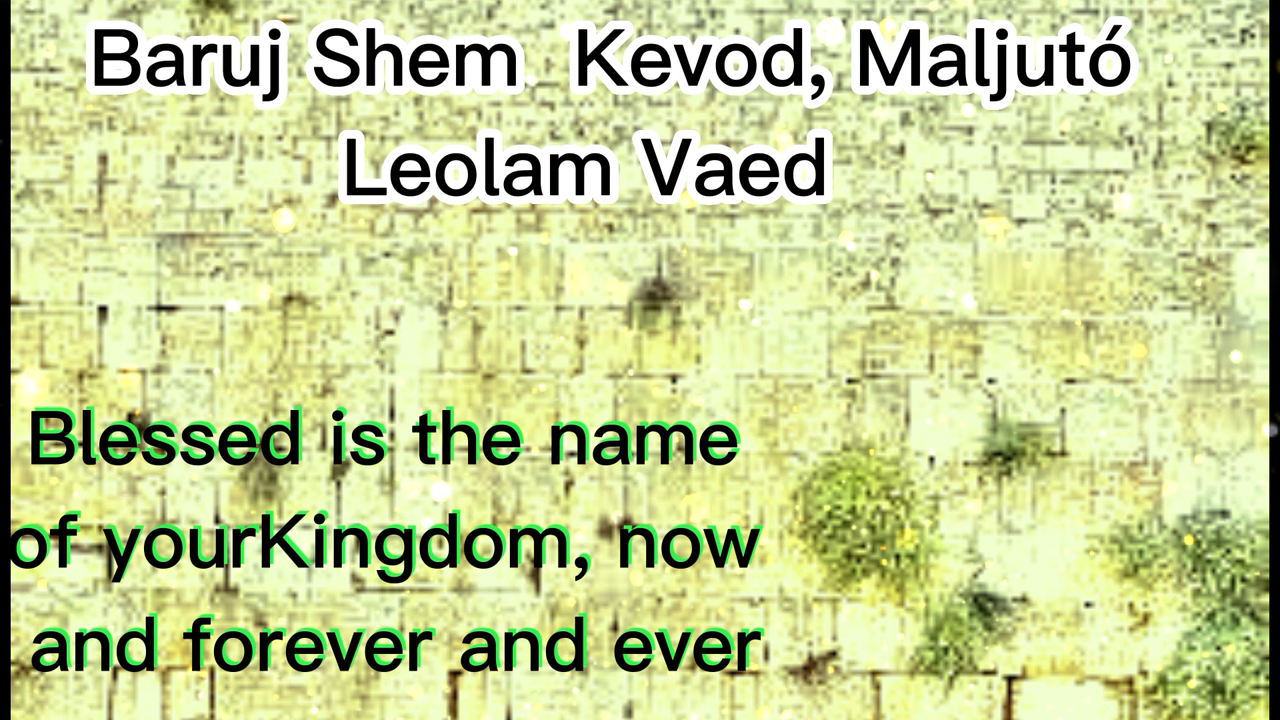 Baruj Shem Kevod, Maljutó
Leolam Vaed
Blessed is the name
of yourKingdom, now
and forever and ever